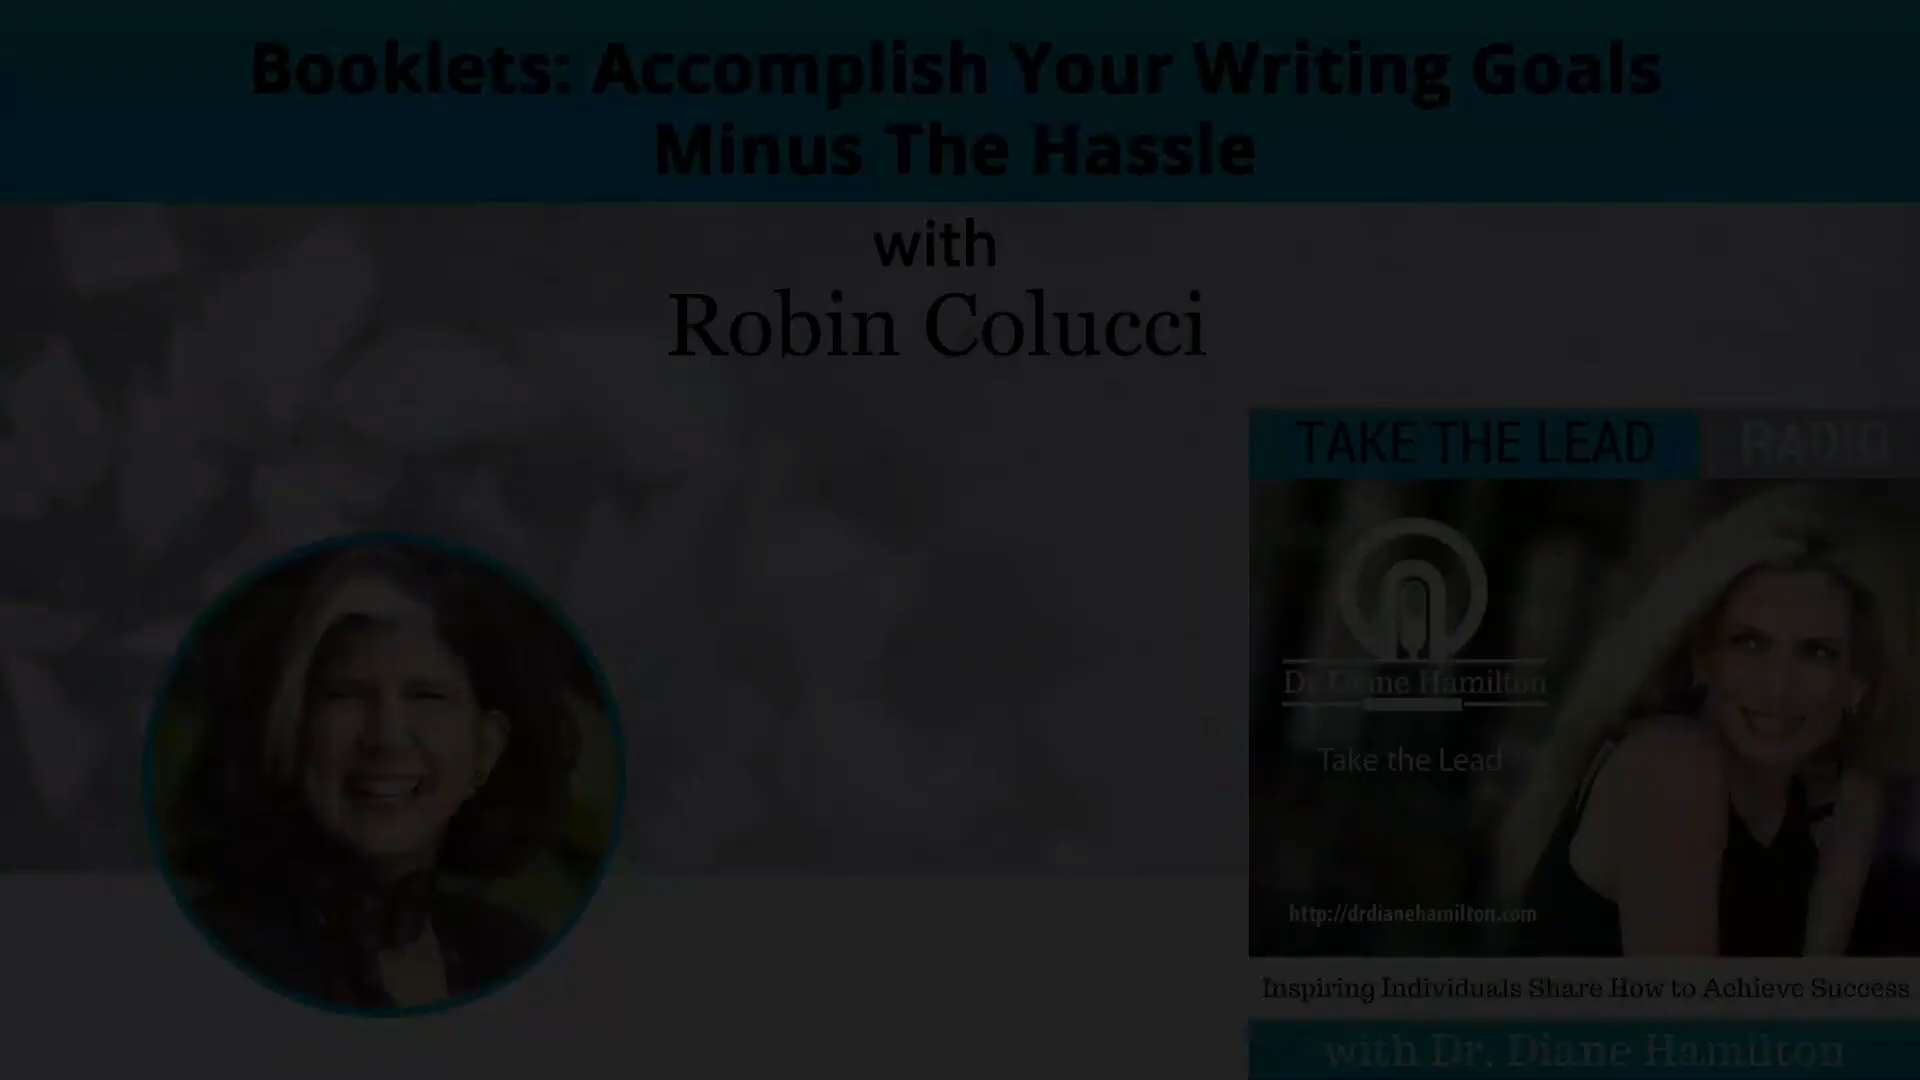 Booklets: Accomplish Your Writing Goals
Minus The Hassle
with
Robin Colucci
TAKE THE LEAD RADIO
Dr. Diane Hamilton
Take the Lead
http://drdianehamilton.com
Inspiring Individuals Share How to Achieve Success
with Dr. Diane Hamilton